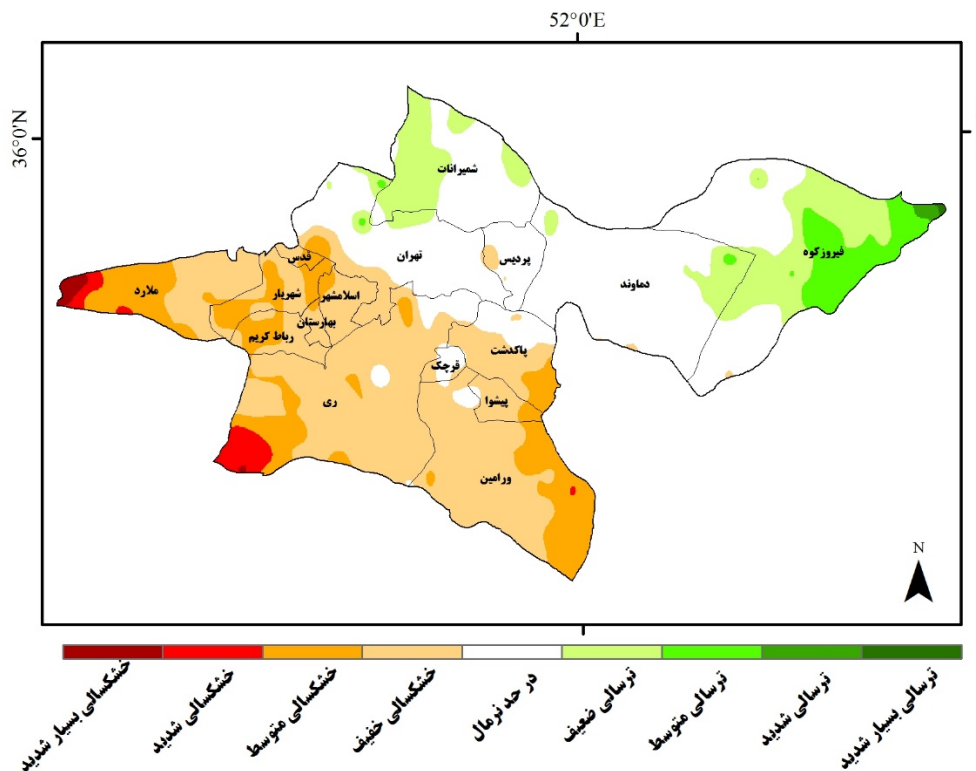 52°0'E
36°0'N
شمیرانات
فیروزکوه
تهران
پردیس
دماوند
قدس
ملارد
شهریار
اسلامشهر
بهارستان
رباط کریم
پاکدشت
قرچک
پیشوا
ری
ورامین
N
خشکسالی بسیار شدید
خشکسالی شدید
خشکسالی متوسط
خشکسالی خفیف
در حد نرمال
ترسالی ضعیف
ترسالی متوسط
ترسالی شدید
ترسالی بسیار شدید